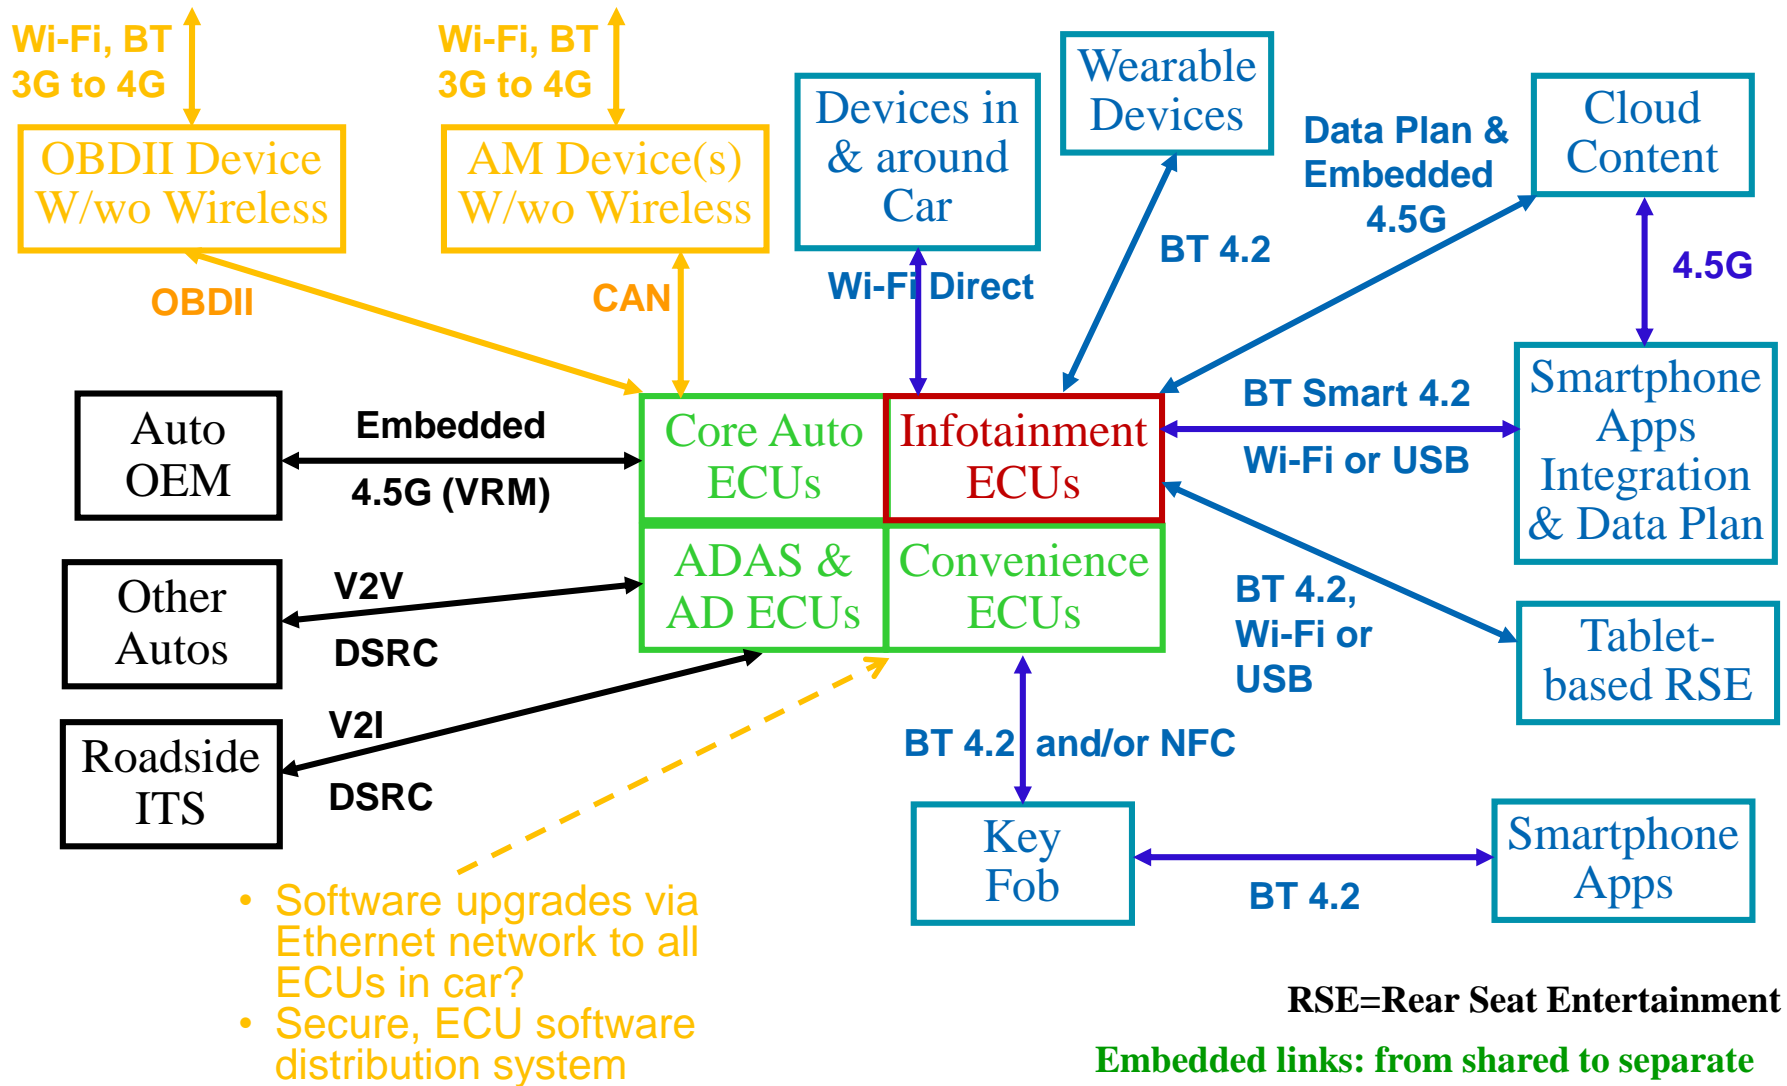 Wi-Fi, BT
3G to 4G
Wi-Fi, BT
3G to 4G
OBDII Device
W/wo Wireless
AM Device(s)
W/wo Wireless
Devices in
& around
Car
Wearable
Devices
Data Plan &
Embedded
4.5G
Cloud
Content
OBDII
CAN
Wi-Fi Direct
BT 4.2
4.5G
Auto
OEM
Embedded
4.5G (VRM)
Core Auto
ECUs
Infotainment
ECUs
BT Smart 4.2
Wi-Fi or USB
Smartphone
Apps
Integration
& Data Plan
Other
Autos
V2V
DSRC
ADAS &
AD ECUs
Convenience
ECUs
BT 4.2,
Wi-Fi or
USB
Tablet-
based RSE
Roadside
ITS
V2I
DSRC
BT 4.2 and/or NFC
Key
Fob
BT 4.2
Smartphone
Apps
• Software upgrades via
Ethernet network to all
ECUs in car?
• Secure, ECU software
distribution system
RSE=Rear Seat Entertainment
Embedded links: from shared to separate